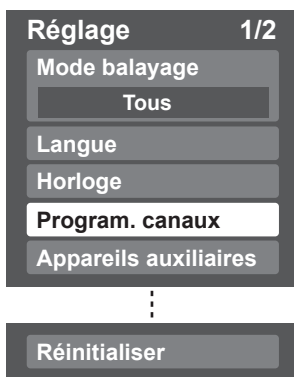 Réglage 1/2
Mode balayage
Tous
Langue
Horloge
Program. canaux
Appareils auxiliaires
Réinitialiser